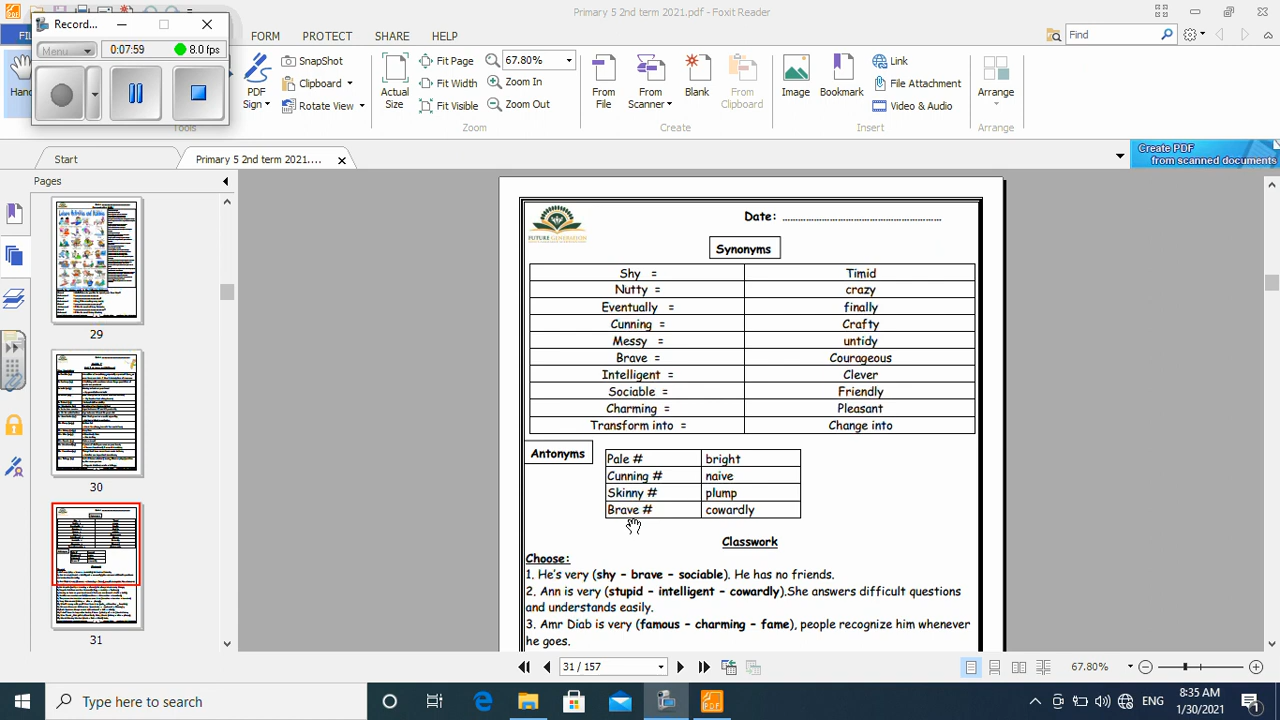 Primary 5 2nd term 2021.pdf - Foxit Reader
Record...
Menu
0:07:59
8.0 fps
FORM PROTECT SHARE HELP
Find
Hand
PDF
Sign
SnapShot
Clipboard
Rotate View
Tools
Actual
Size
Fit Page
Fit Width
Fit Visible
67.80%
Zoom In
Zoom Out
Zoom
From
File
From
Scanner
Blank
From
Clipboard
Create
Image
Bookmark
Link
File Attachment
Video & Audio
Insert
Arrange
Arrange
Start
Primary 5 2nd term 2021....
Create PDF
from scanned documents
Pages
29
30
31
FUTURE GENERATION
Date: ……………………………………………………
Synonyms
Shy = Timid
Nutty = crazy
Eventually = finally
Cunning = Crafty
Messy = untidy
Brave = Courageous
Intelligent = Clever
Sociable = Friendly
Charming = Pleasant
Transform into = Change into
Antonyms
Pale # bright
Cunning # naive
Skinny # plump
Brave # cowardly
Classwork
Choose:
1. He's very (shy – brave – sociable). He has no friends.
2. Ann is very (stupid – intelligent – cowardly).She answers difficult questions
and understands easily.
3. Amr Diab is very (famous – charming – fame), people recognize him whenever
he goes.
31 / 157
67.80%
Type here to search
ENG
8:35 AM
1/30/2021